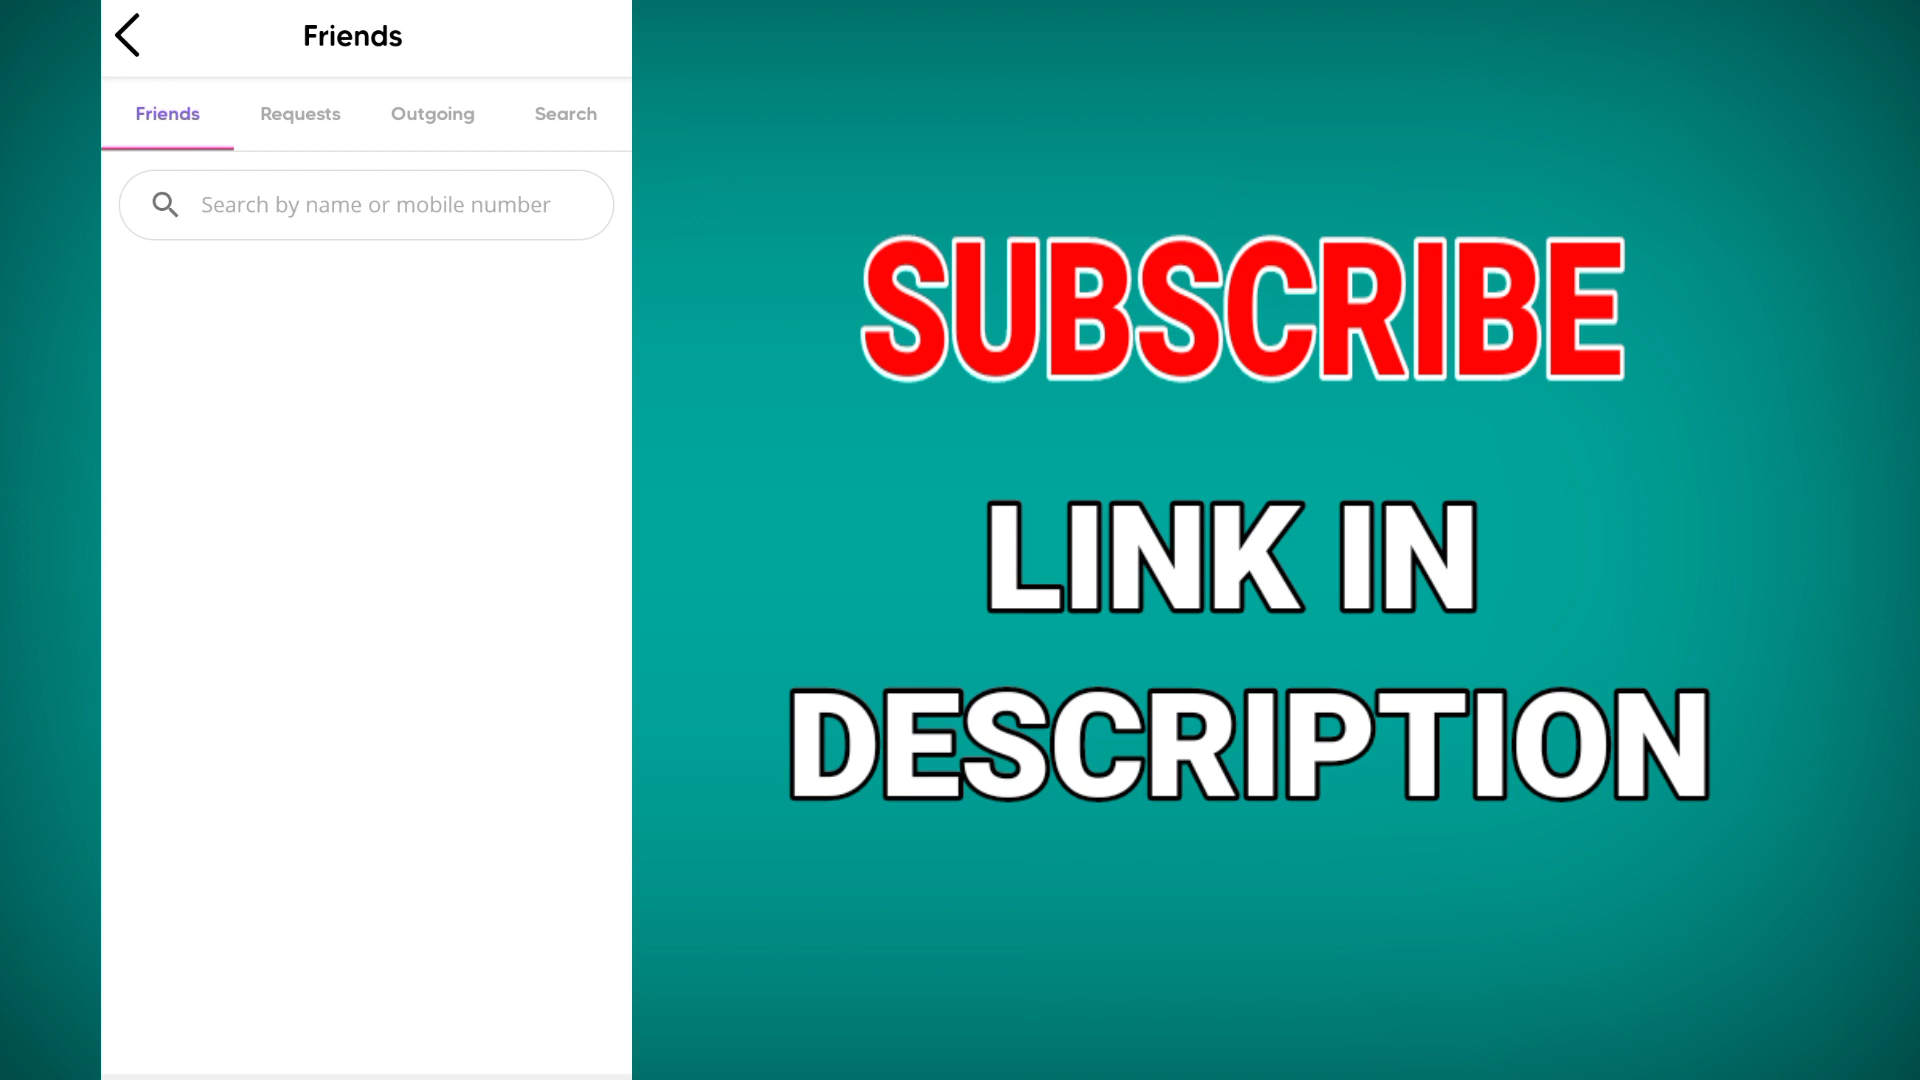 Friends
Friends Requests Outgoing Search
Search by name or mobile number
SUBSCRIBE
LINK IN
DESCRIPTION